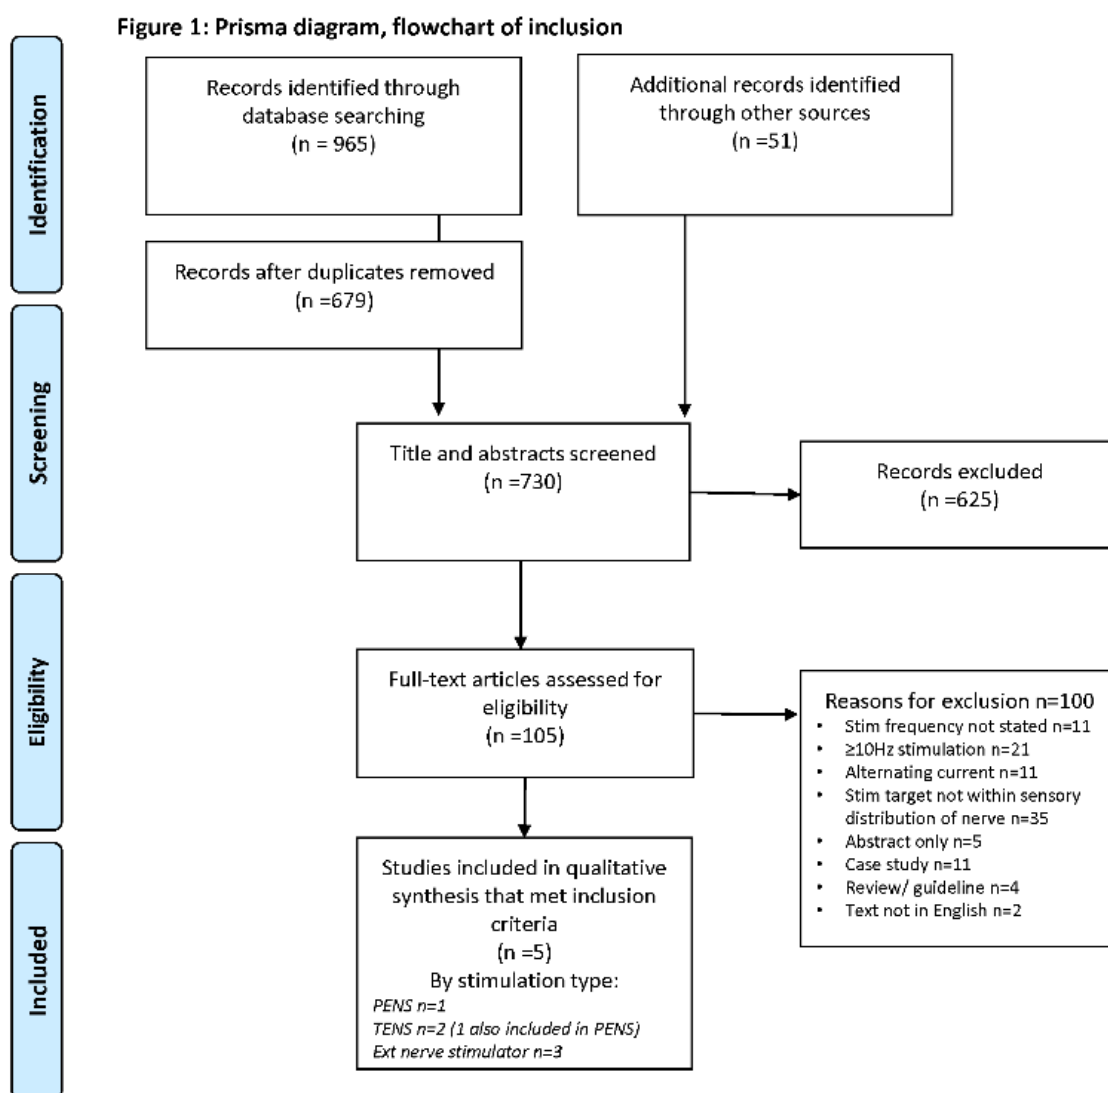 Figure 1: Prisma diagram, flowchart of inclusion
Identification
Records identified through
database searching
(n = 965)
Additional records identified
through other sources
(n =51)
Records after duplicates removed
(n =679)
Screening
Title and abstracts screened
(n =730)
Records excluded
(n =625)
Eligibility
Full-text articles assessed for
eligibility
(n =105)
Reasons for exclusion n=100
• Stim frequency not stated n=11
• ≥10Hz stimulation n=21
• Alternating current n=11
• Stim target not within sensory
distribution of nerve n=35
• Abstract only n=5
• Case study n=11
• Review/ guideline n=4
• Text not in English n=2
Included
Studies included in qualitative
synthesis that met inclusion
criteria
(n =5)
By stimulation type:
PENS n=1
TENS n=2 (1 also included in PENS)
Ext nerve stimulator n=3